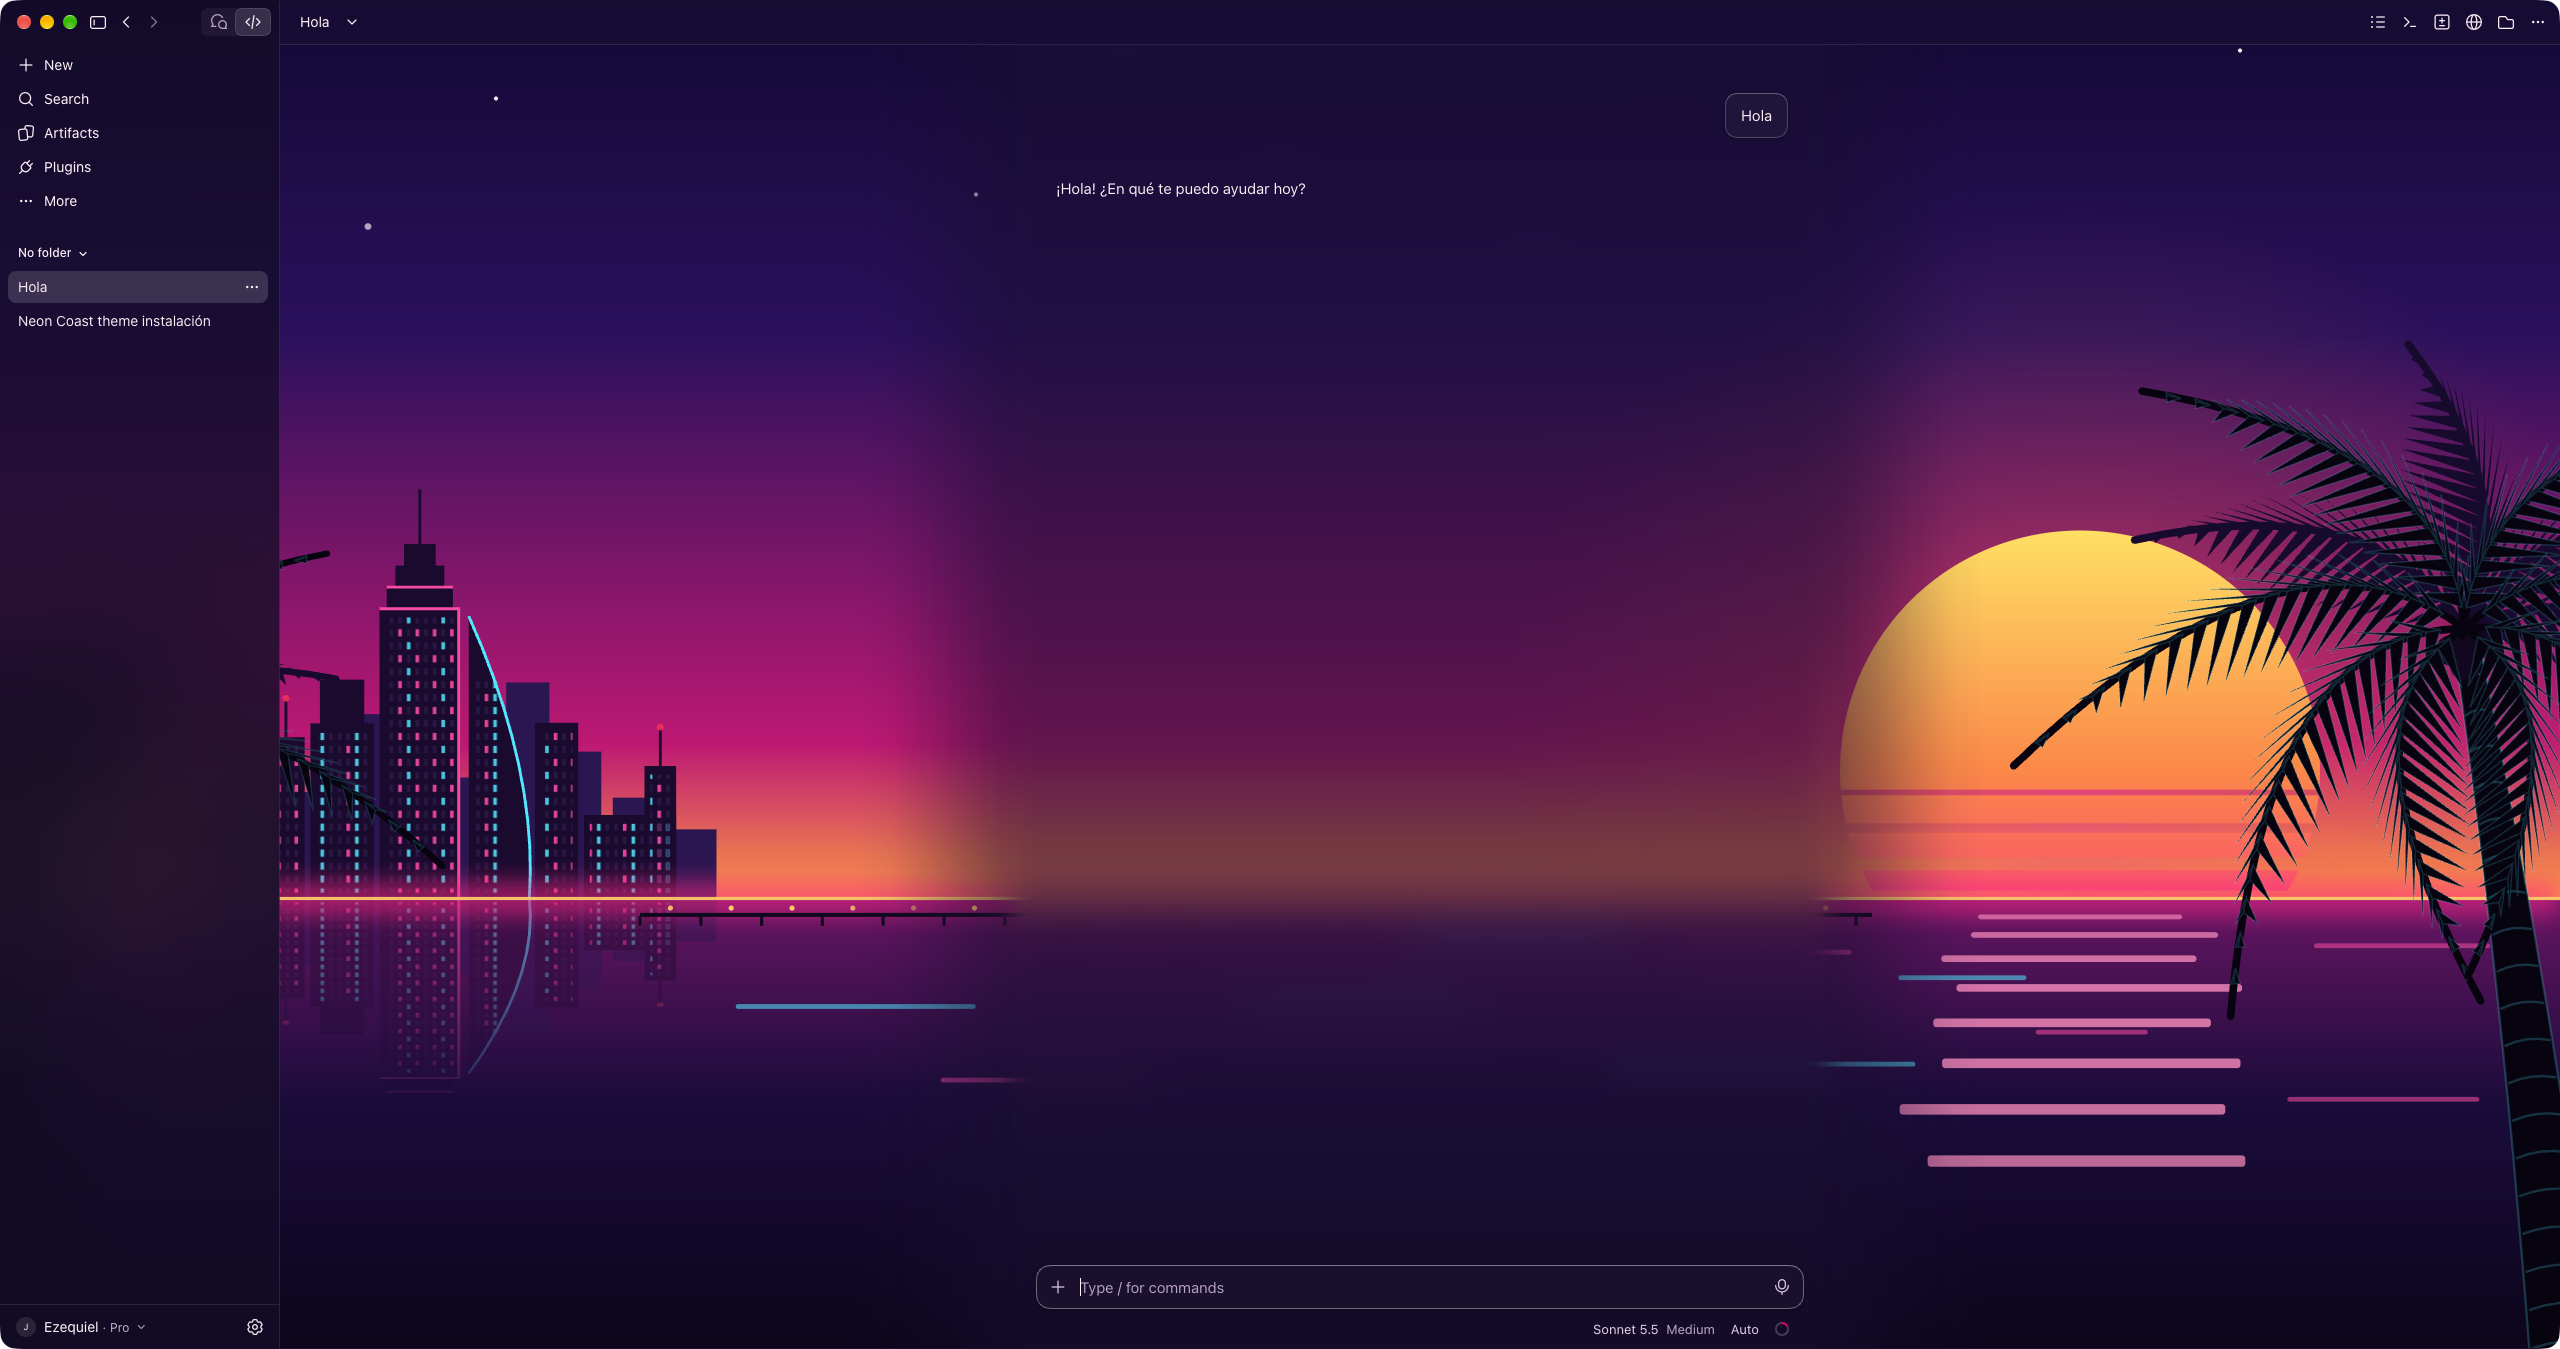 Hola
New
Search
Artifacts
Plugins
More
No folder
Hola
Neon Coast theme instalación
Hola
¡Hola! ¿En qué te puedo ayudar hoy?
Type / for commands
Sonnet 5.5 Medium Auto
J Ezequiel · Pro